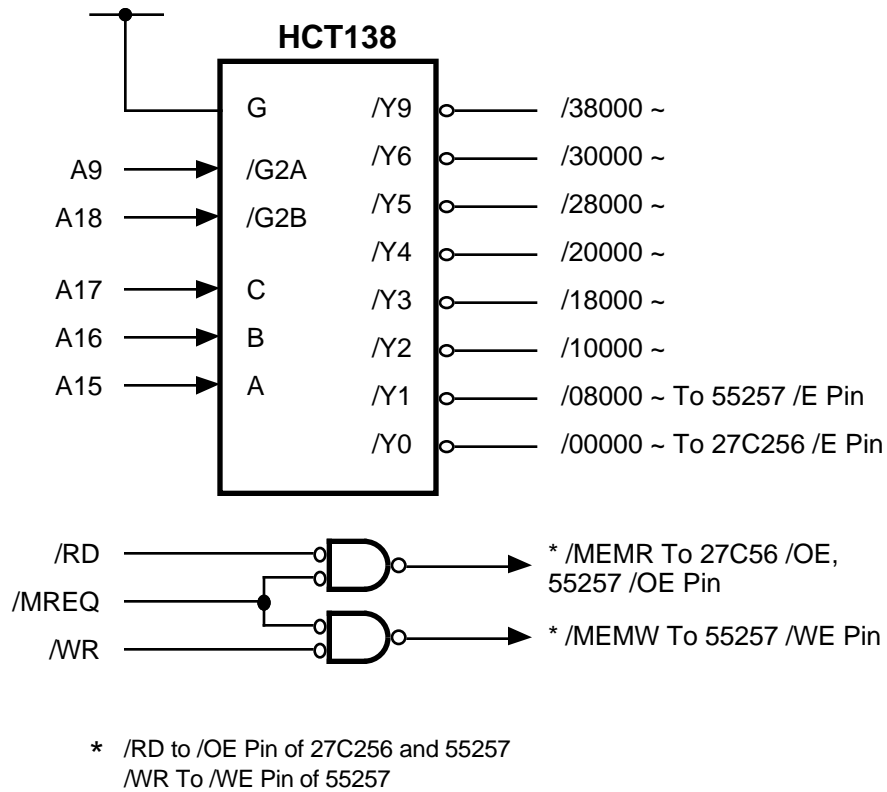 HCT138
G /Y9 /38000 ~
A9 /G2A /Y6 /30000 ~
A18 /G2B /Y5 /28000 ~
/Y4 /20000 ~
A17 C /Y3 /18000 ~
A16 B /Y2 /10000 ~
A15 A /Y1 /08000 ~ To 55257 /E Pin
/Y0 /00000 ~ To 27C256 /E Pin
/RD * /MEMR To 27C56 /OE,
55257 /OE Pin
/MREQ
/WR * /MEMW To 55257 /WE Pin
* /RD to /OE Pin of 27C256 and 55257
/WR To /WE Pin of 55257